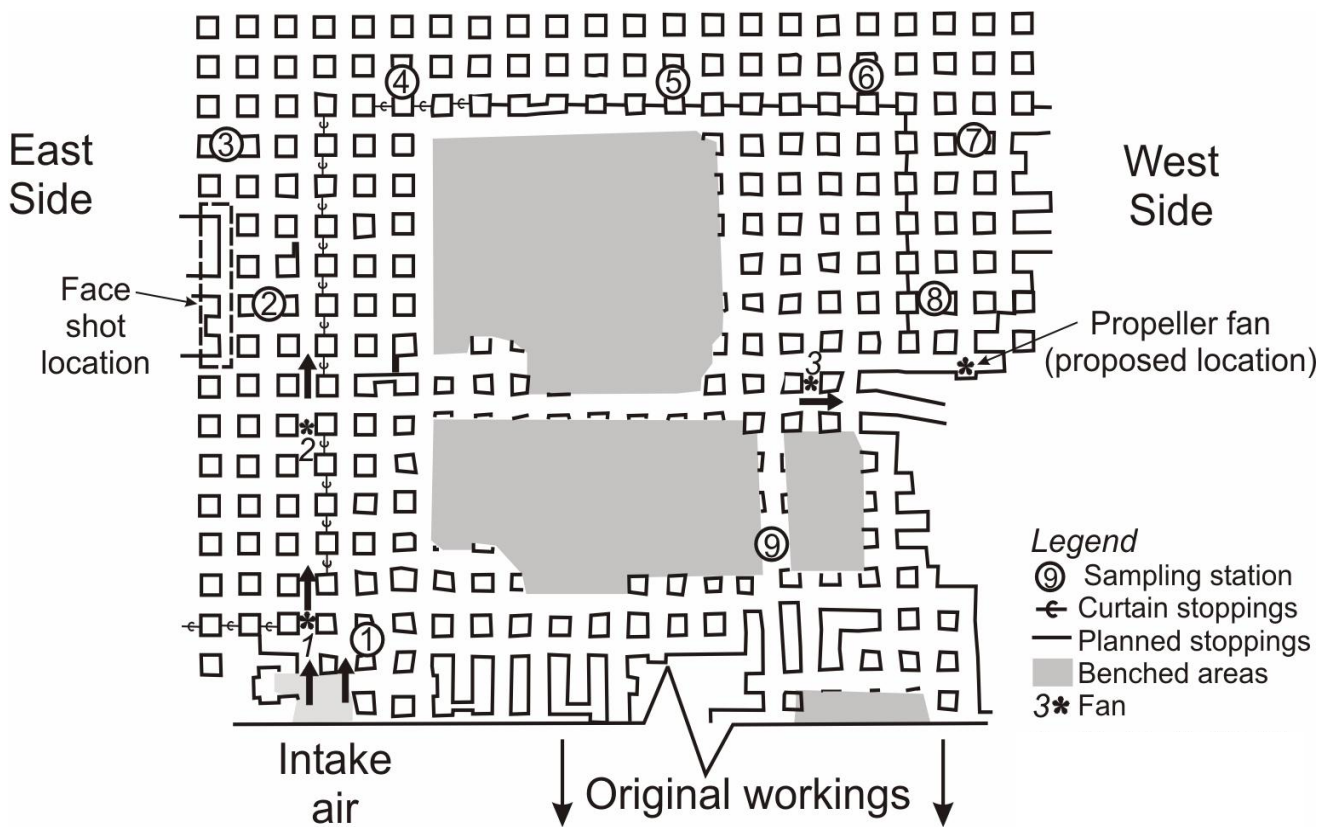 4
5
6
3
7
East
Side
West
Side
Face
shot
location
2
8
Propeller fan
(proposed location)
3
2
9
1
1
Legend
9 Sampling station
Curtain stoppings
Planned stoppings
Benched areas
3* Fan
Intake
air
Original workings